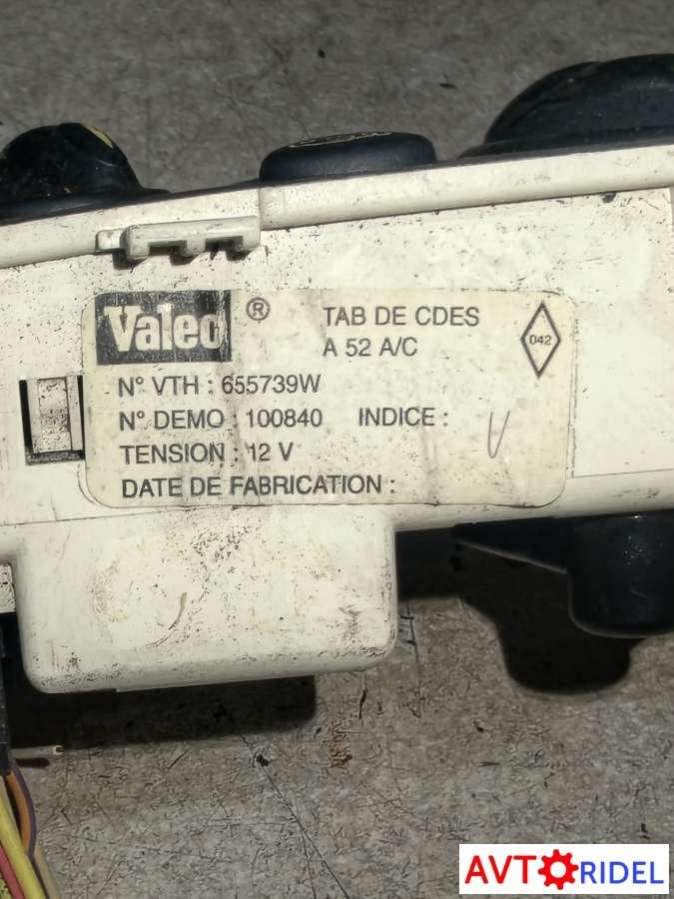 Valeo ®
TAB DE CDES
A 52 A/C
042
N° VTH : 655739W
N° DEMO : 100840 INDICE : V
TENSION : 12 V
DATE DE FABRICATION :
AVTORIDEL